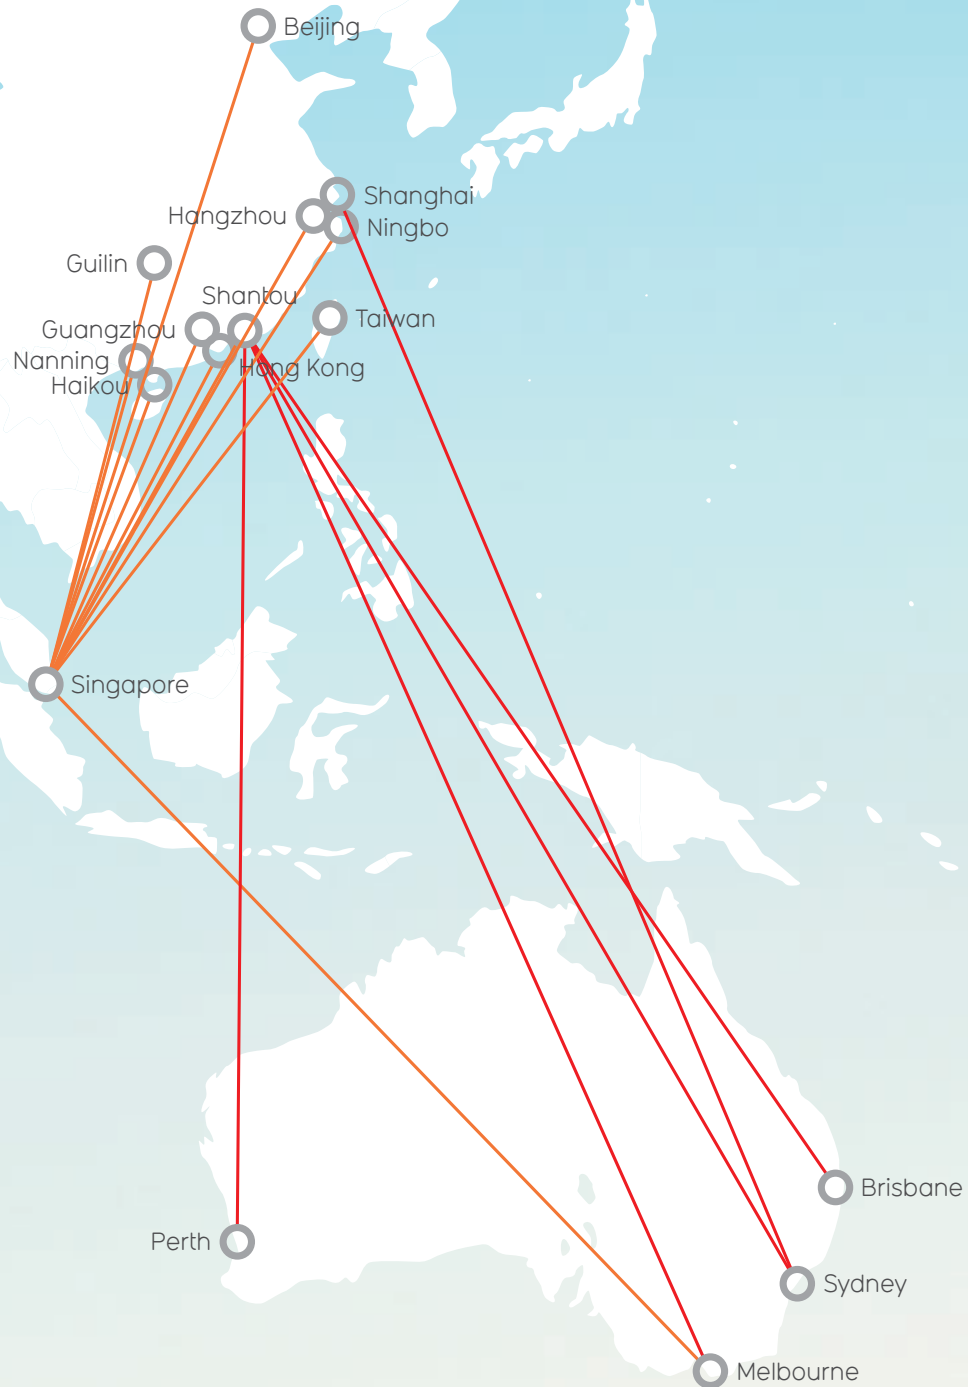 Beijing
Shanghai
Hangzhou
Ningbo
Guilin
Shantou
Taiwan
Guangzhou
Nanning
Hong Kong
Haikou
Singapore
Brisbane
Perth
Sydney
Melbourne